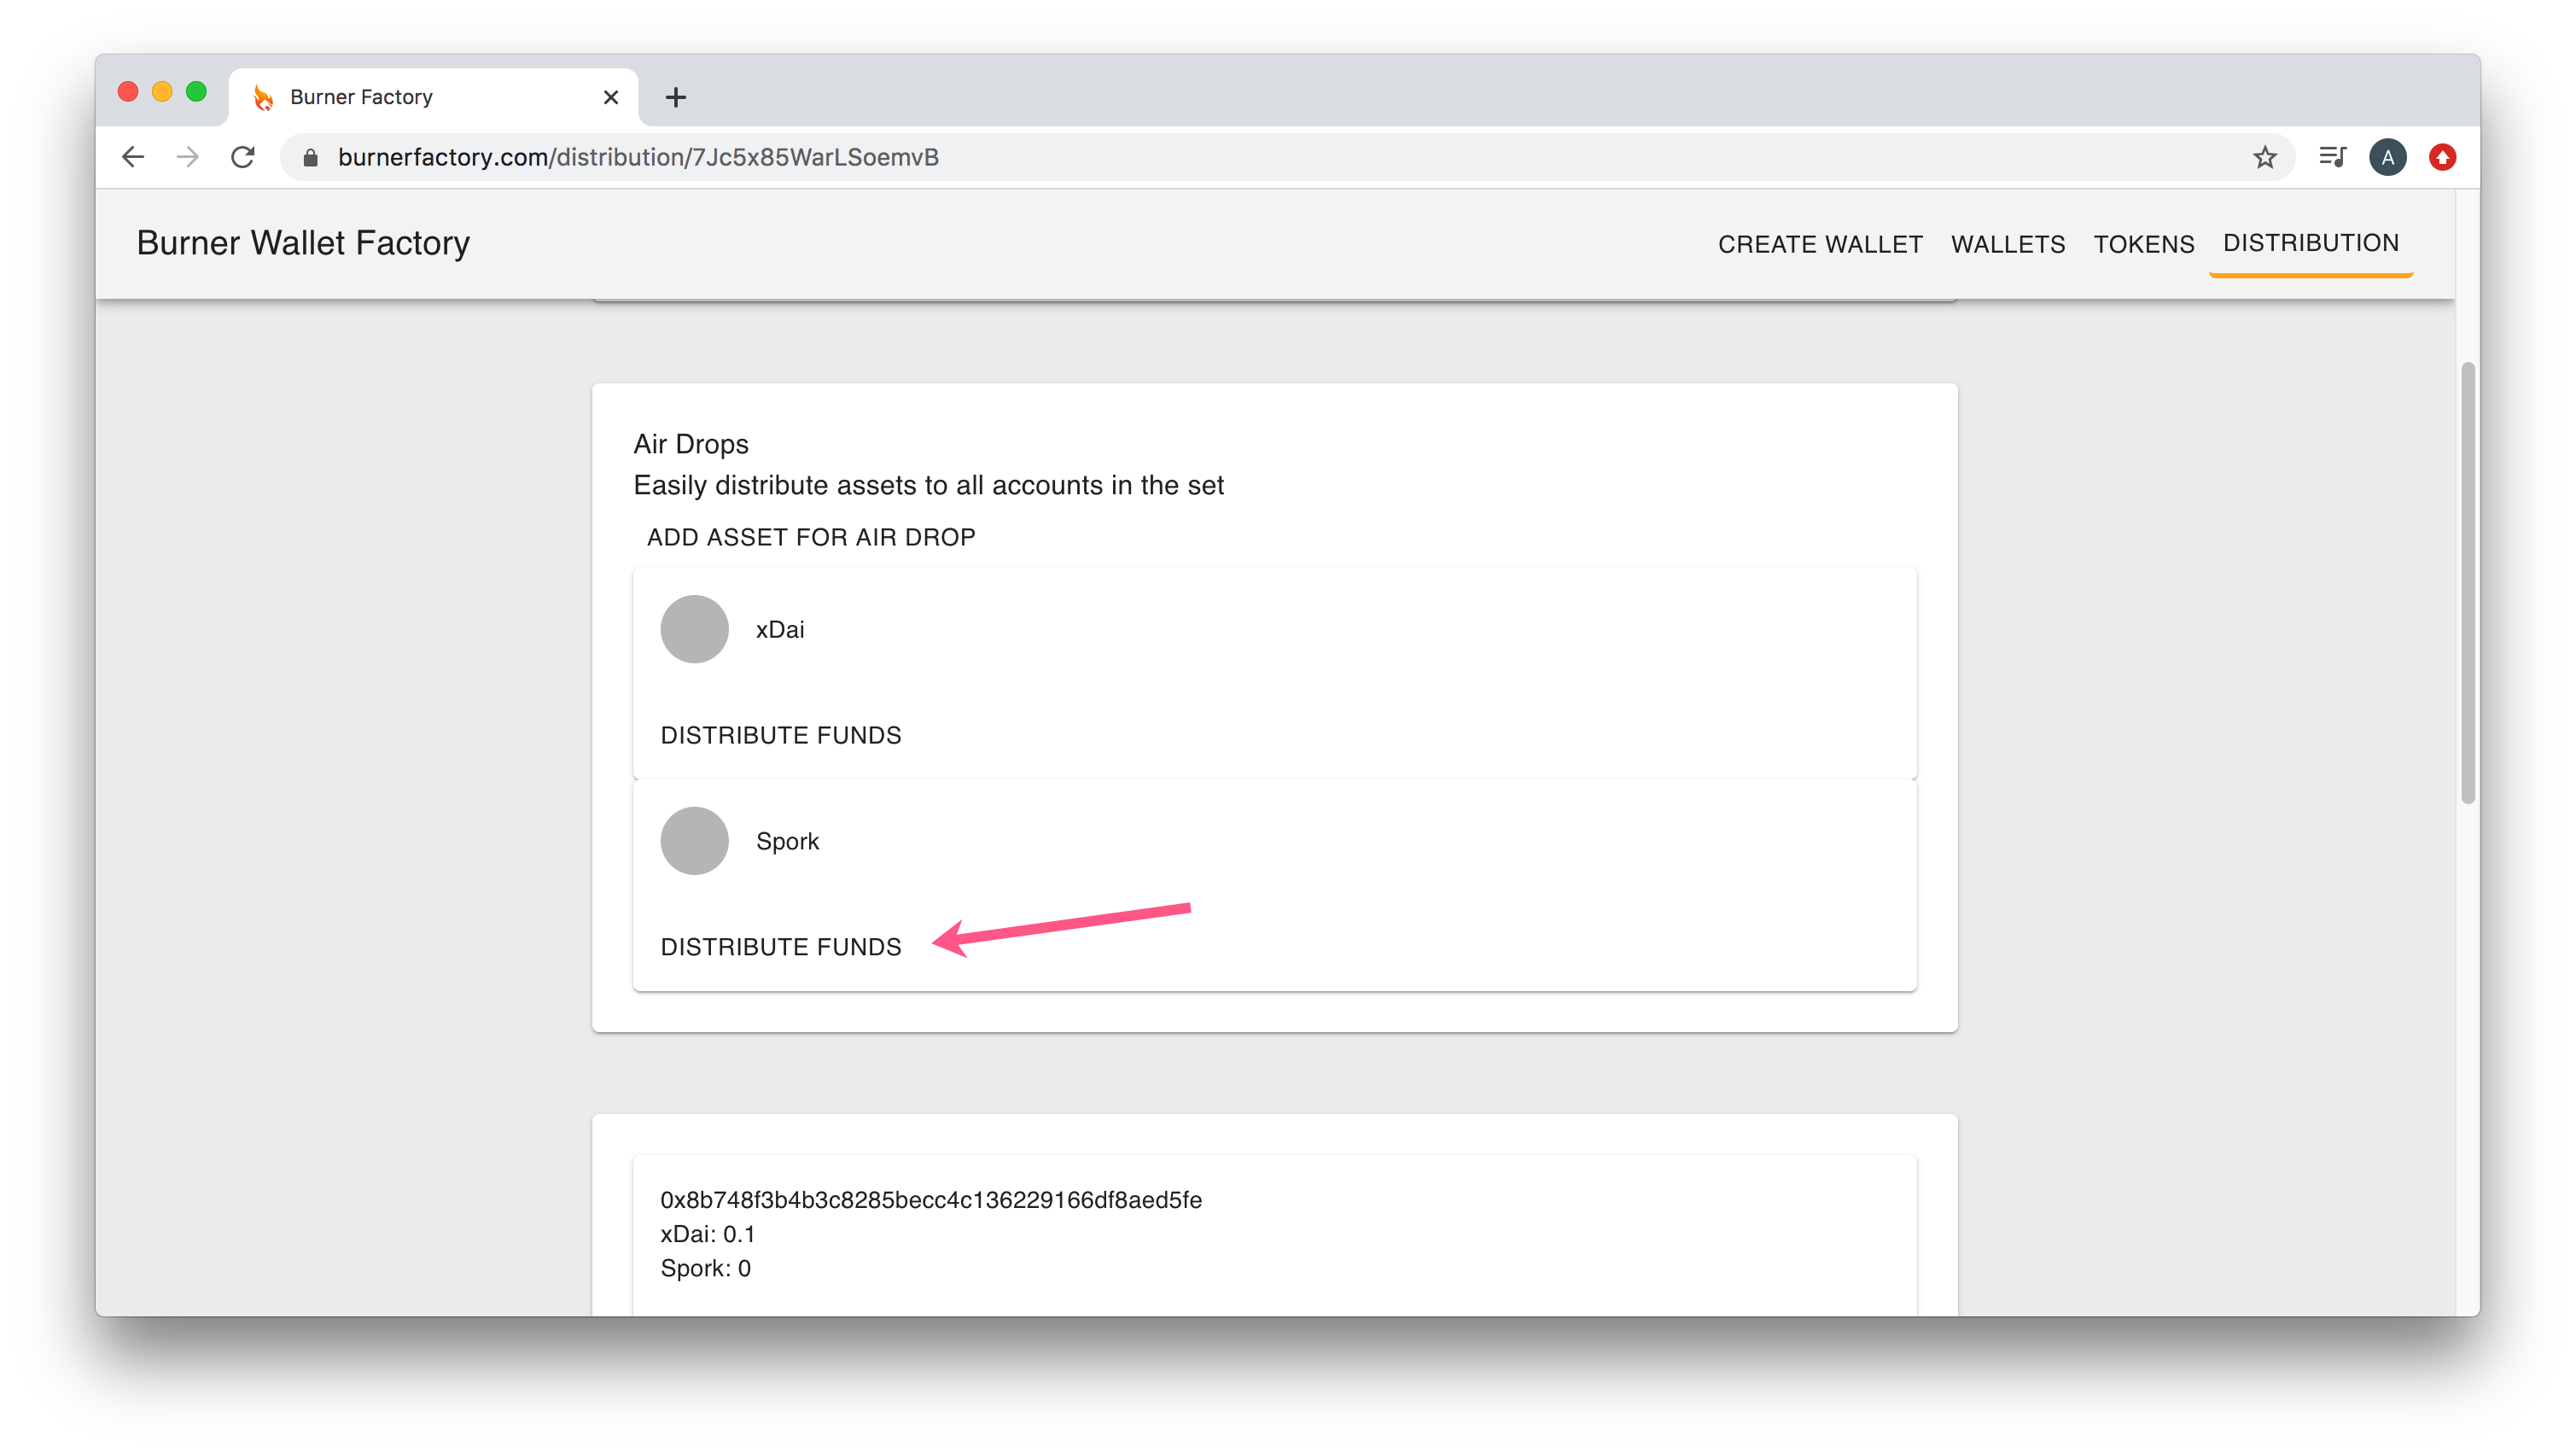 Burner Factory
burnerfactory.com/distribution/7Jc5x85WarLSoemvB
A
Burner Wallet Factory
CREATE WALLET WALLETS TOKENS DISTRIBUTION
Air Drops
Easily distribute assets to all accounts in the set
ADD ASSET FOR AIR DROP
xDai
DISTRIBUTE FUNDS
Spork
DISTRIBUTE FUNDS
0x8b748f3b4b3c8285becc4c136229166df8aed5fe
xDai: 0.1
Spork: 0